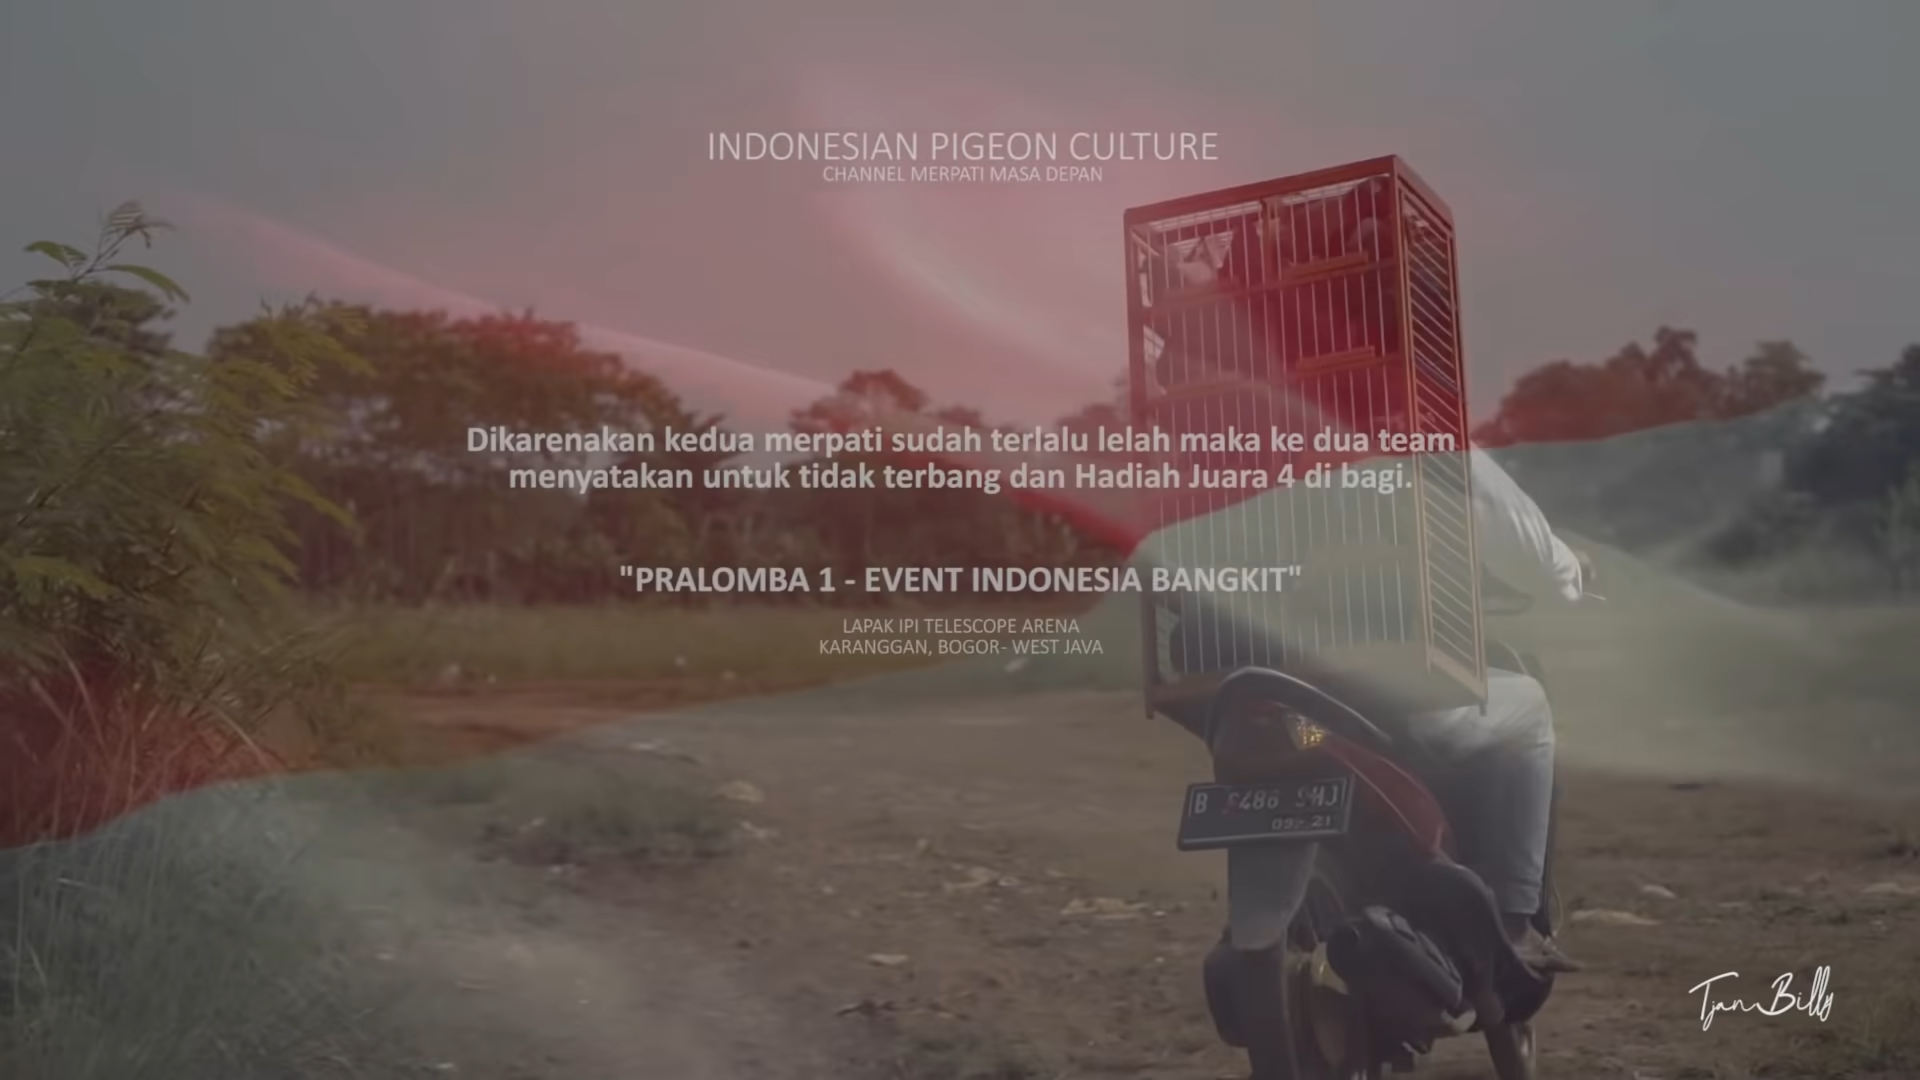 INDONESIAN PIGEON CULTURE
CHANNEL MERPATI MASA DEPAN
Dikarenakan kedua merpati sudah terlalu lelah maka ke dua team
menyatakan untuk tidak terbang dan Hadiah Juara 4 di bagi.
"PRALOMBA 1 - EVENT INDONESIA BANGKIT"
LAPAK IPI TELESCOPE ARENA
KARANGGAN, BOGOR- WEST JAVA
B
Tjan Billy